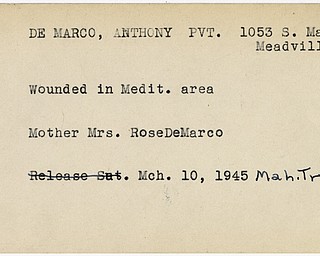 DE MARCO, ANTHONY PVT. 1053 S. Ma
Meadvill
Wounded in Medit. area
Mother Mrs. RoseDeMarco
Release Sat. Mch. 10, 1945 Mah. Tr